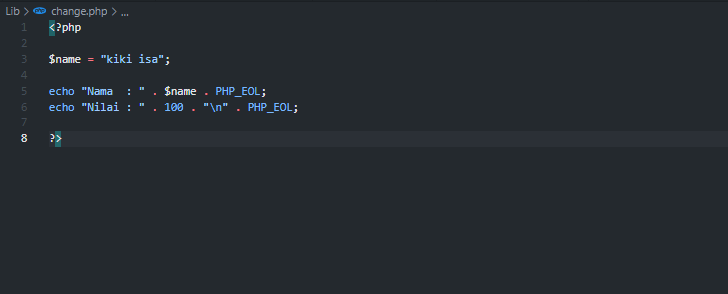 Lib > php change.php > ...
1 <?php
2
3 $name = "kiki isa";
4
5 echo "Nama  : " . $name . PHP_EOL;
6 echo "Nilai : " . 100 . "\n" . PHP_EOL;
7
8 ?>